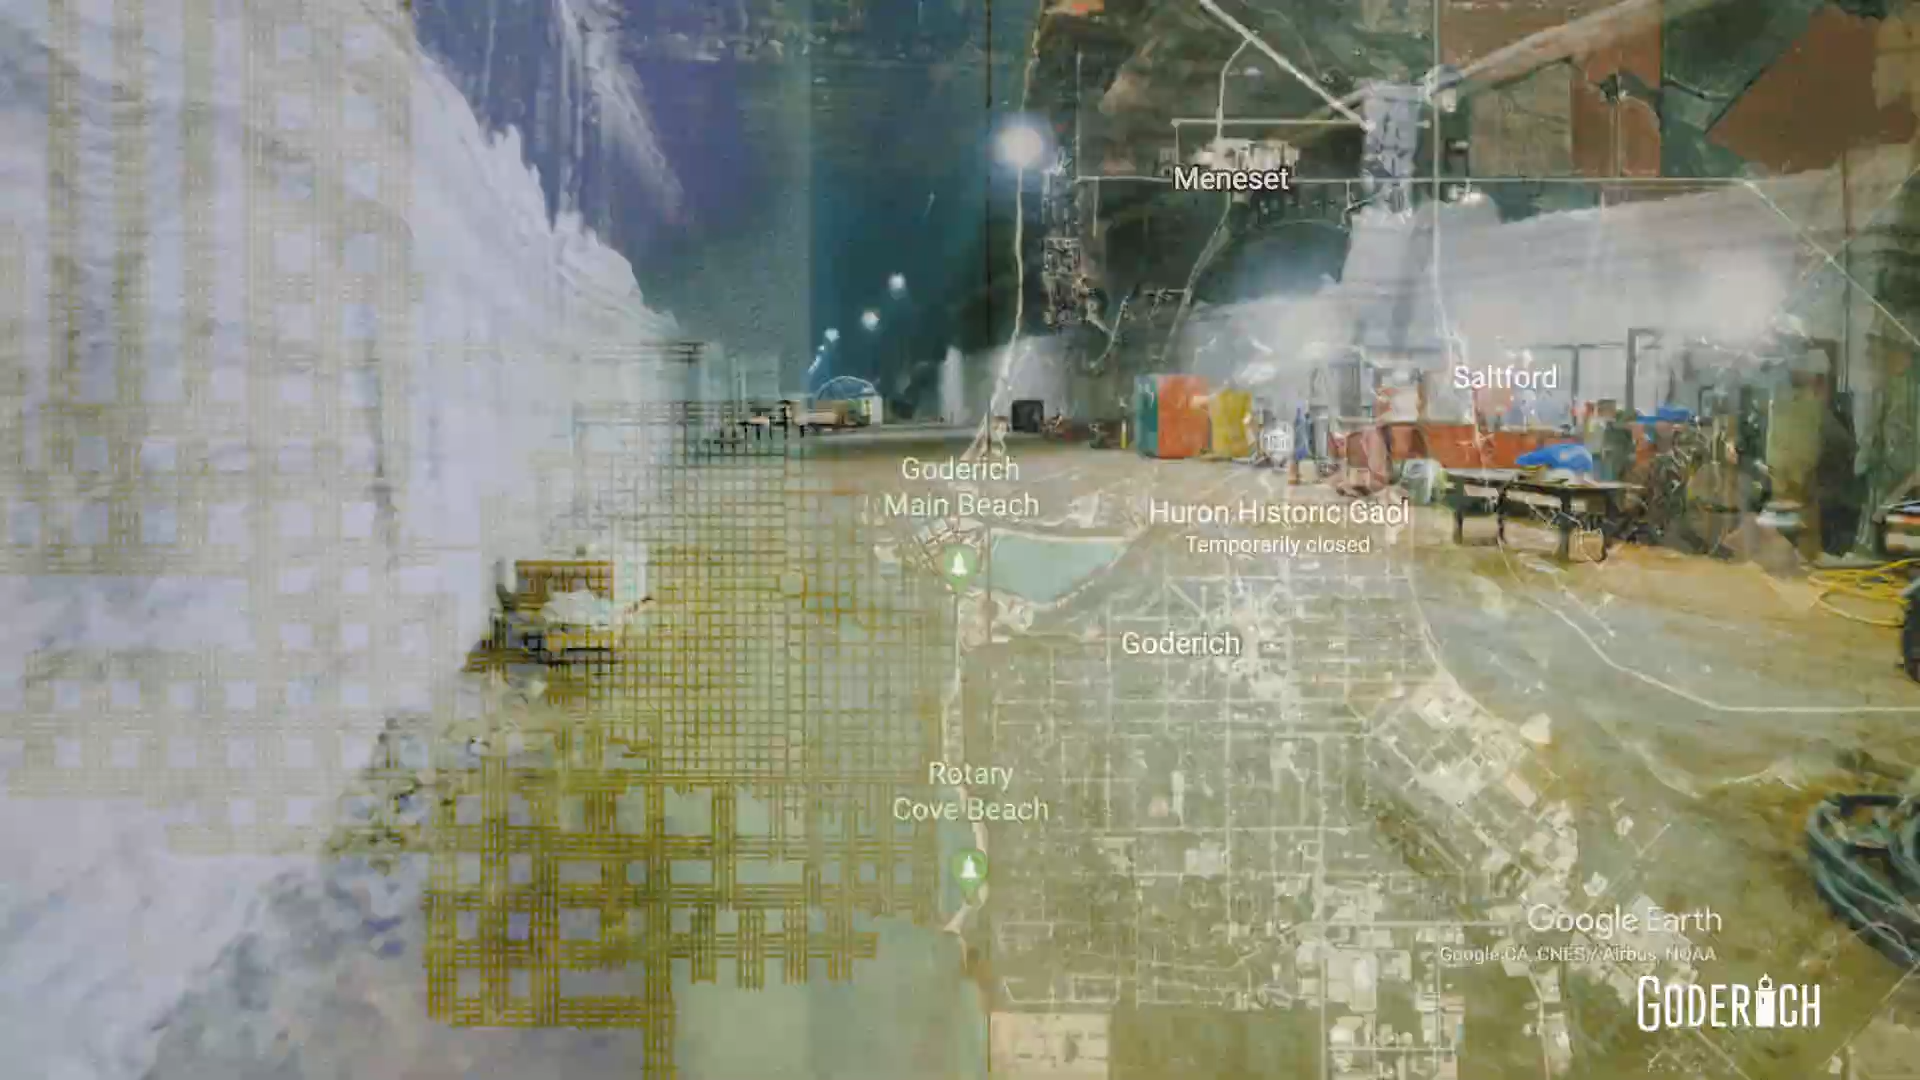 Meneset
Saltford
Goderich
Main Beach
Huron Historic Gaol
Temporarily closed
Goderich
Rotary
Cove Beach
Google Earth
Google CA, CNES / Airbus, NOAA
GODERICH